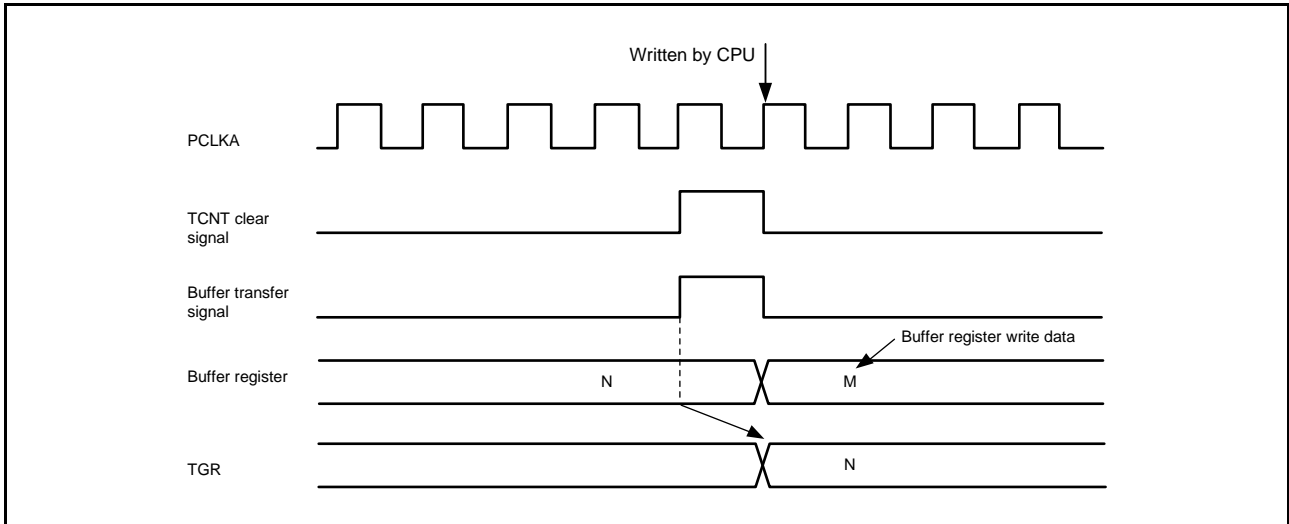 Written by CPU
PCLKA
TCNT clear
signal
Buffer transfer
signal
Buffer register write data
Buffer register
N
M
TGR
N